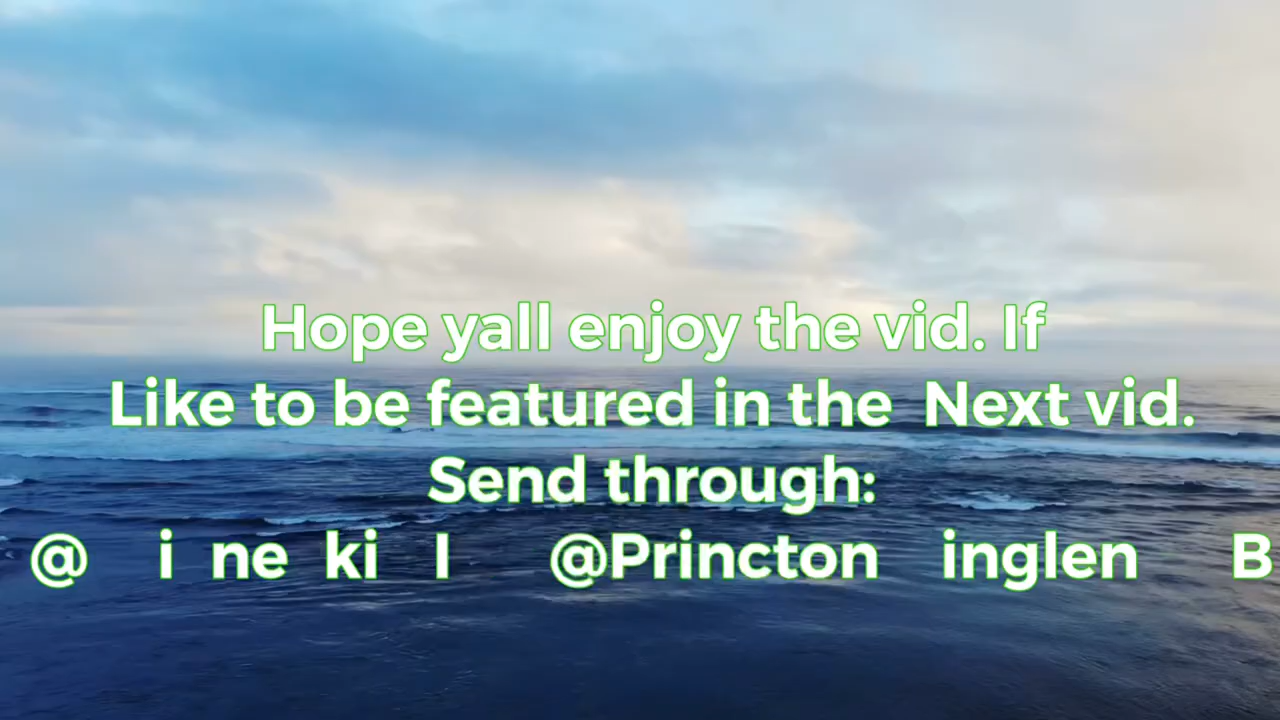 Hope yall enjoy the vid. If
Like to be featured in the Next vid.
Send through:
@ i ne ki I @Princton inglen B